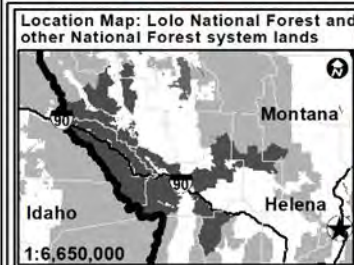 Location Map: Lolo National Forest and
other National Forest system lands
N
Montana
90
90
Idaho
Helena
1:6,650,000